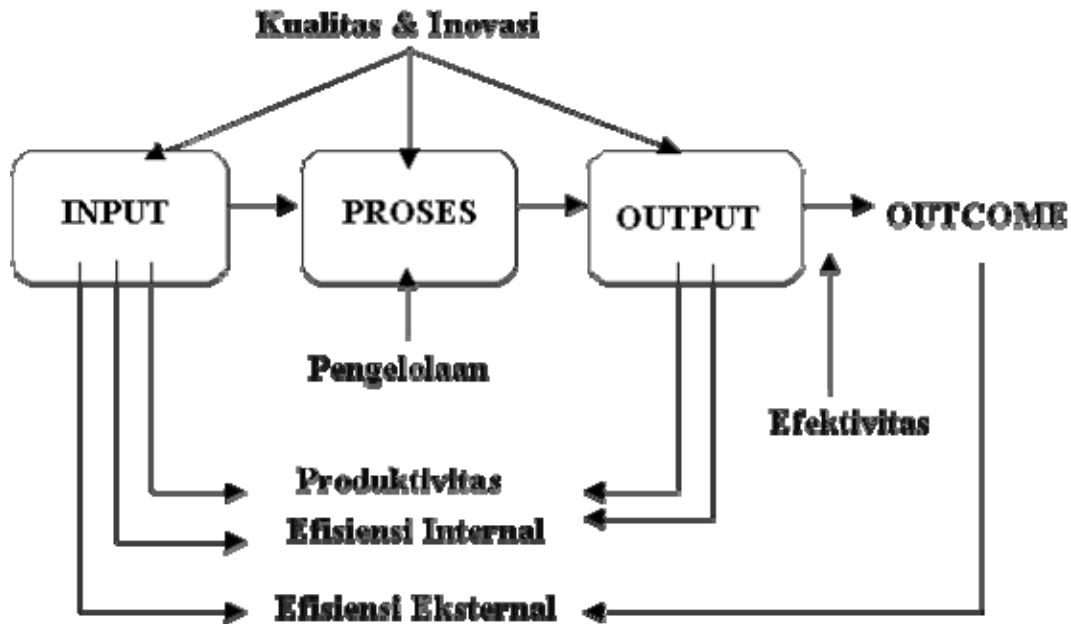 Kualitas & Inovasi
INPUT
PROSES
OUTPUT
OUTCOME
Pengelolaan
Efektivitas
Produktivitas
Efisiensi Internal
Efisiensi Eksternal